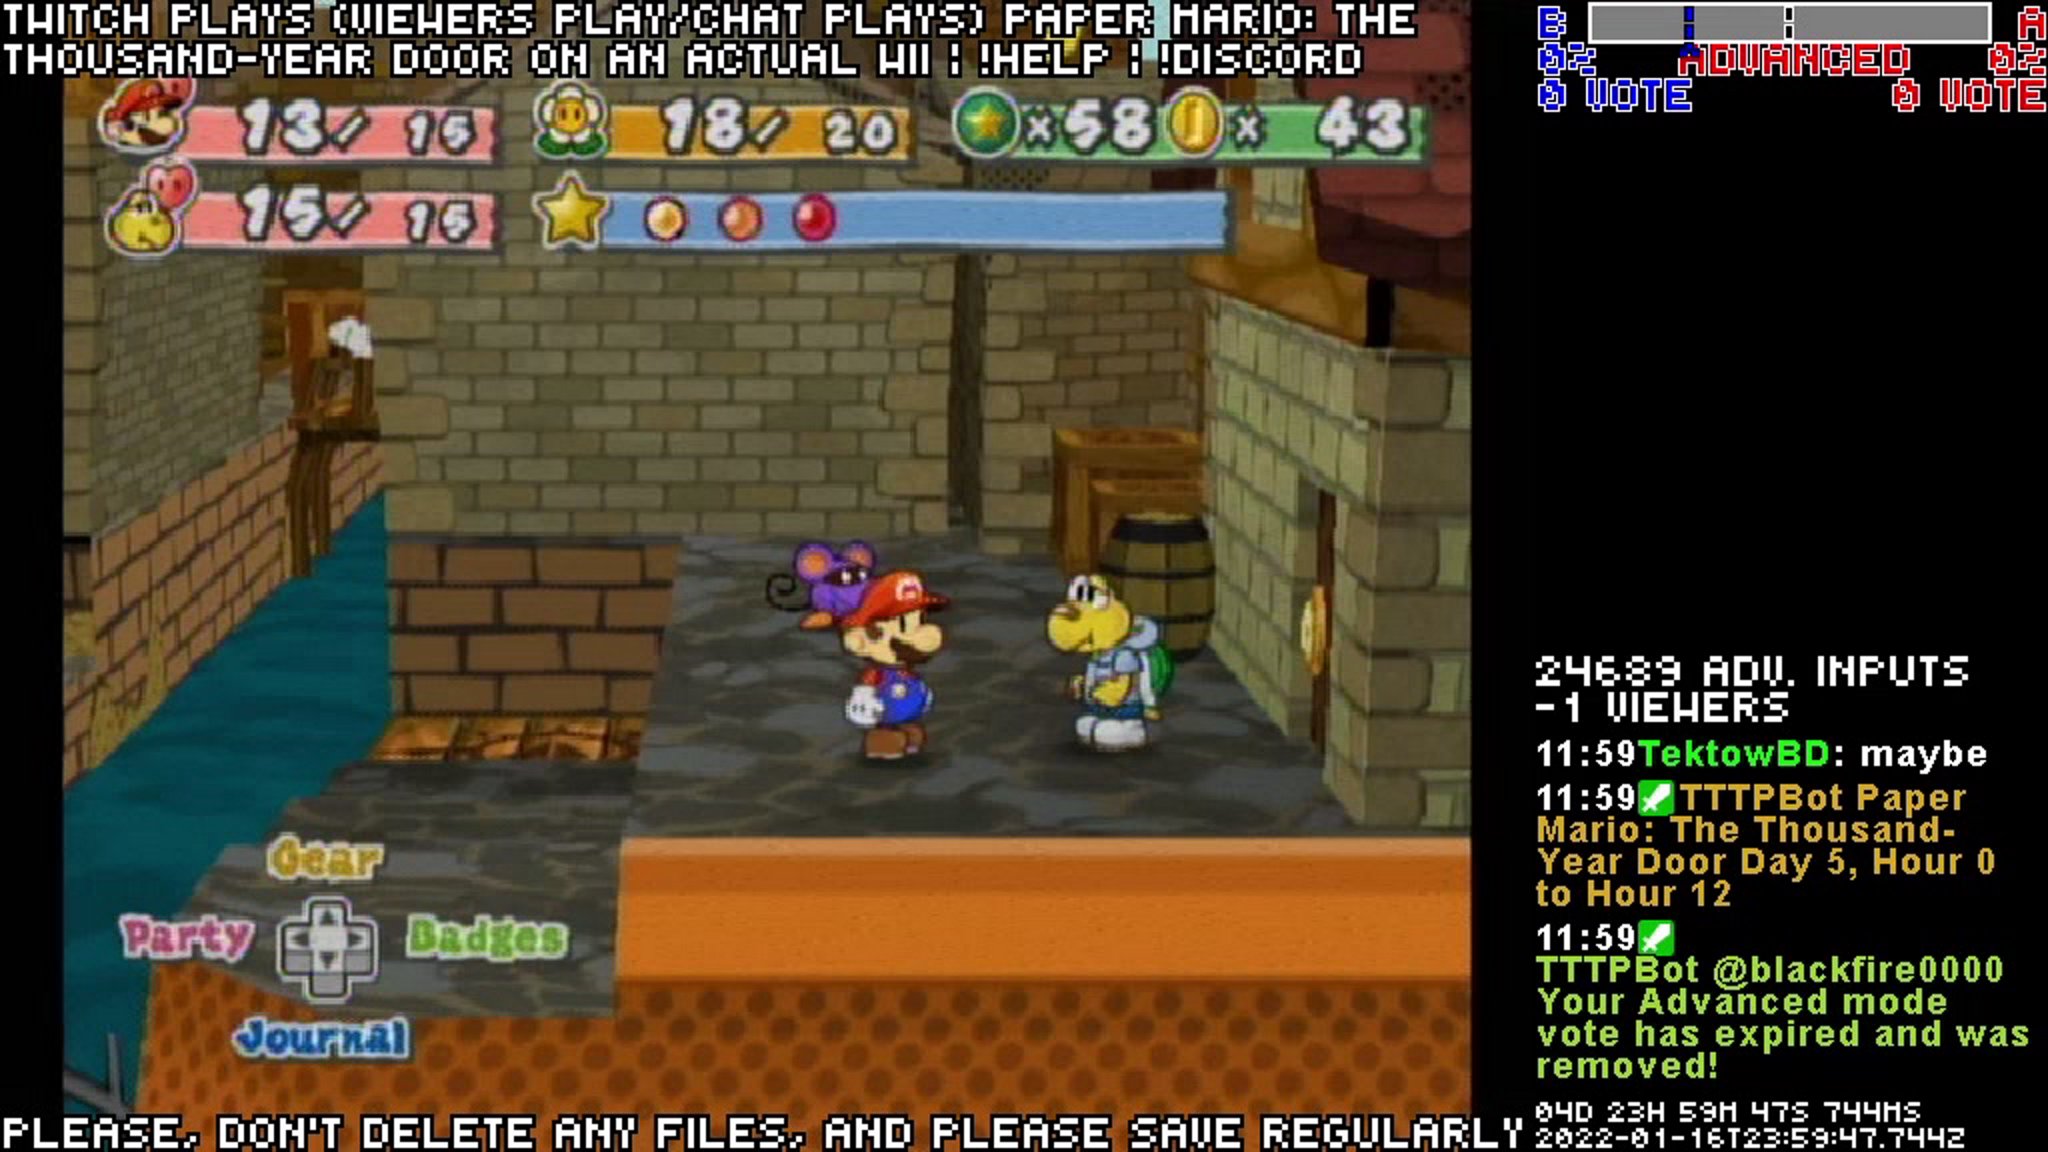 TWITCH PLAYS (VIEWERS PLAY/CHAT PLAYS) PAPER MARIO: THE
THOUSAND-YEAR DOOR ON AN ACTUAL WII | !HELP | !DISCORD
B A
0% ADVANCED 0%
0 VOTE 0 VOTE
13/ 15
18/ 20
x58 x 43
15/ 15
Gear
Party
Badges
Journal
24689 ADV. INPUTS
-1 VIEWERS
11:59TektowBD: maybe
11:59 TTTPBot Paper
Mario: The Thousand-
Year Door Day 5, Hour 0
to Hour 12
11:59
TTTPBot @blackfire0000
Your Advanced mode
vote has expired and was
removed!
04D 23H 59M 47S 744MS
2022-01-16T23:59:47.744Z
PLEASE, DON'T DELETE ANY FILES, AND PLEASE SAVE REGULARLY